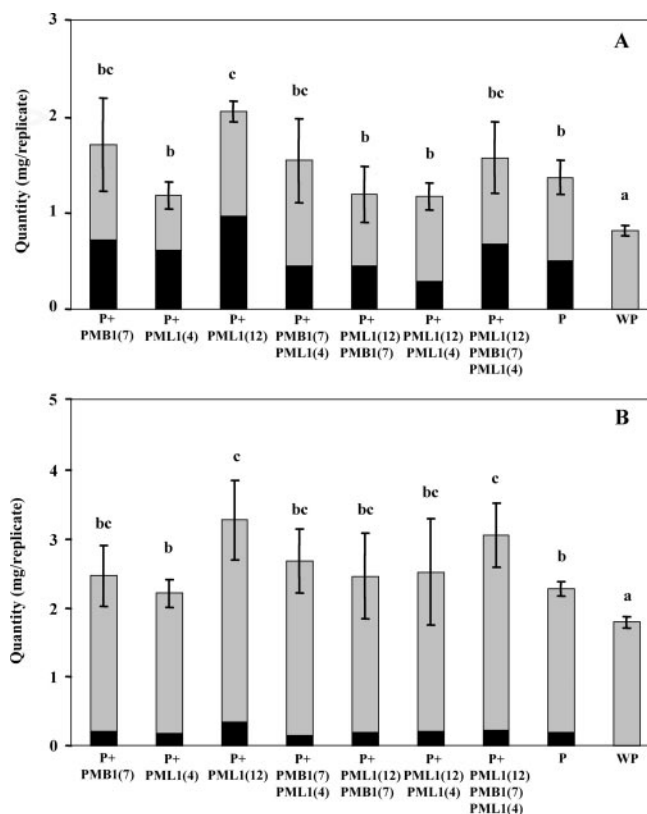 A
3
2
1
0
Quantity (mg/replicate)
bc
b
c
bc
b
b
bc
b
a
P+
PMB1(7)
P+
PML1(4)
P+
PML1(12)
P+
PMB1(7)
PML1(4)
P+
PML1(12)
PMB1(7)
P+
PML1(12)
PML1(4)
P+
PML1(12)
PMB1(7)
PML1(4)
P
WP
B
5
4
3
2
1
0
Quantity (mg/replicate)
bc
b
c
bc
bc
bc
c
b
a
P+
PMB1(7)
P+
PML1(4)
P+
PML1(12)
P+
PMB1(7)
PML1(4)
P+
PML1(12)
PMB1(7)
P+
PML1(12)
PML1(4)
P+
PML1(12)
PMB1(7)
PML1(4)
P
WP